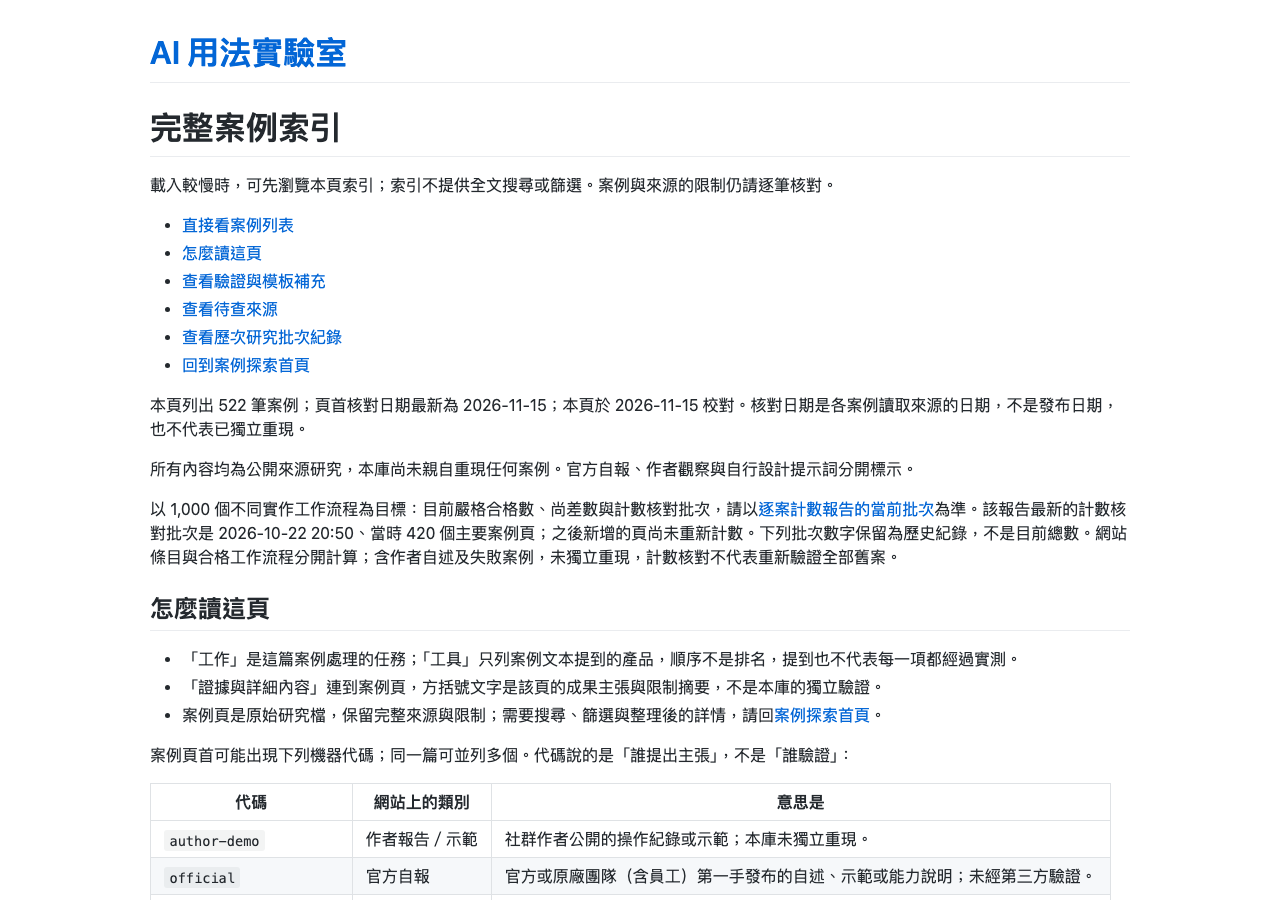 AI 用法實驗室
完整案例索引
載入較慢時，可先瀏覽本頁索引；索引不提供全文搜尋或篩選。案例與來源的限制仍請逐筆核對。
直接看案例列表
怎麼讀這頁
查看驗證與模板補充
查看待查來源
查看歷次研究批次紀錄
回到案例探索首頁
本頁列出 522 筆案例；頁首核對日期最新為 2026-11-15；本頁於 2026-11-15 校對。核對日期是各案例讀取來源的日期，不是發布日期，
也不代表已獨立重現。
所有內容均為公開來源研究，本庫尚未親自重現任何案例。官方自報、作者觀察與自行設計提示詞分開標示。
以 1,000 個不同實作工作流程為目標：目前嚴格合格數、尚差數與計數核對批次，請以逐案計數報告的當前批次為準。該報告最新的計數核
對批次是 2026-10-22 20:50、當時 420 個主要案例頁；之後新增的頁尚未重新計數。下列批次數字保留為歷史紀錄，不是目前總數。網站
條目與合格工作流程分開計算；含作者自述及失敗案例，未獨立重現，計數核對不代表重新驗證全部舊案。
怎麼讀這頁
「工作」是這篇案例處理的任務；「工具」只列案例文本提到的產品，順序不是排名，提到也不代表每一項都經過實測。
「證據與詳細內容」連到案例頁，方括號文字是該頁的成果主張與限制摘要，不是本庫的獨立驗證。
案例頁是原始研究檔，保留完整來源與限制；需要搜尋、篩選與整理後的詳情，請回案例探索首頁。
案例頁首可能出現下列機器代碼；同一篇可並列多個。代碼說的是「誰提出主張」，不是「誰驗證」：
代碼 網站上的類別 意思是
author-demo 作者報告 / 示範 社群作者公開的操作紀錄或示範；本庫未獨立重現。
official 官方自報 官方或原廠團隊（含員工）第一手發布的自述、示範或能力說明；未經第三方驗證。